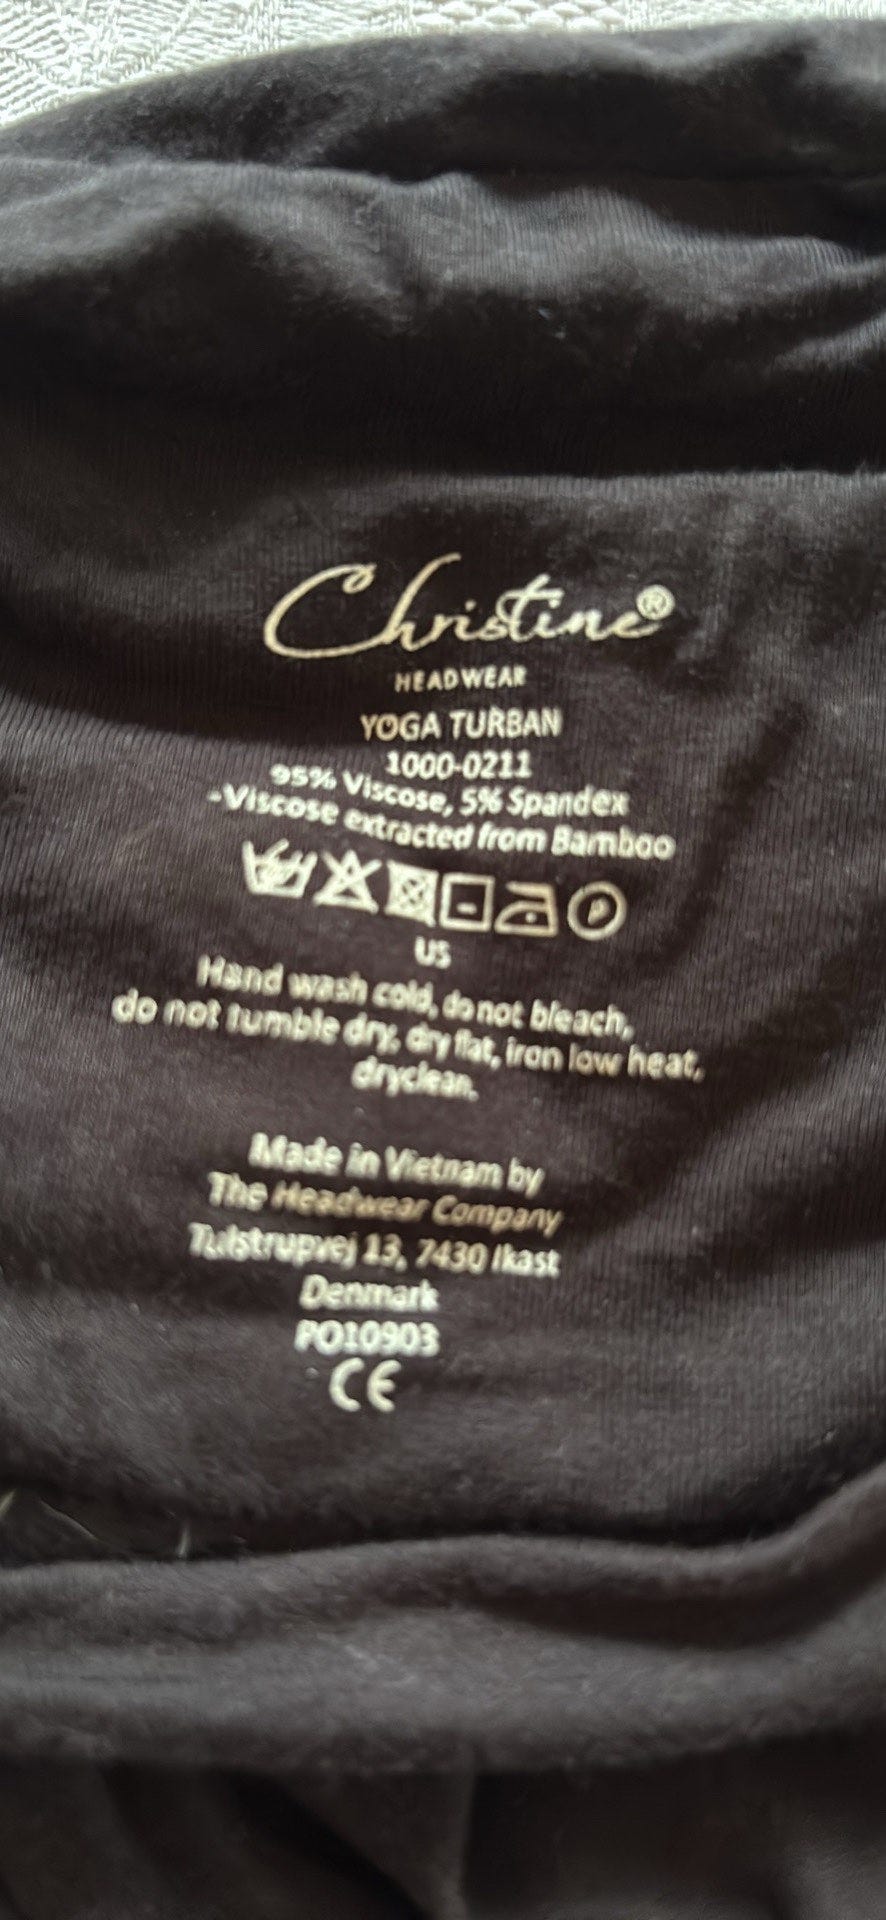 Christine®
HEADWEAR
YOGA TURBAN
1000-0211
95% Viscose, 5% Spandex
-Viscose extracted from Bamboo
P
US
Hand wash cold, do not bleach,
do not tumble dry, dry flat, iron low heat,
dryclean.
Made in Vietnam by
The Headwear Company
Tulstrupvej 13, 7430 Ikast
Denmark
PO10903
CE